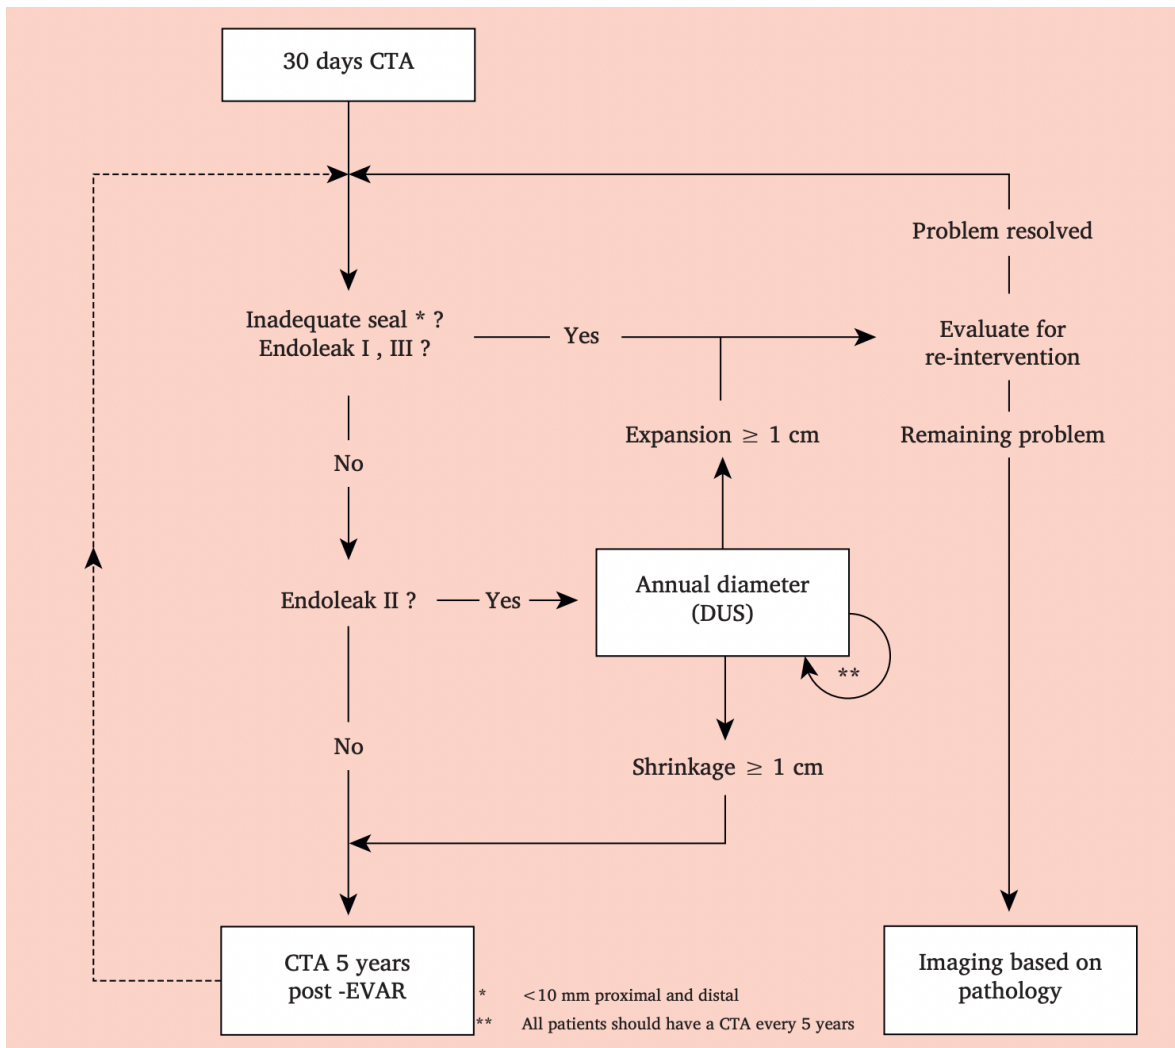 30 days CTA
Problem resolved
Inadequate seal * ?
Endoleak I , III ?
Yes
Evaluate for
re-intervention
Expansion ≥ 1 cm
Remaining problem
No
Endoleak II ?
Yes
Annual diameter
(DUS)
**
No
Shrinkage ≥ 1 cm
CTA 5 years
post -EVAR
Imaging based on
pathology
* <10 mm proximal and distal
** All patients should have a CTA every 5 years